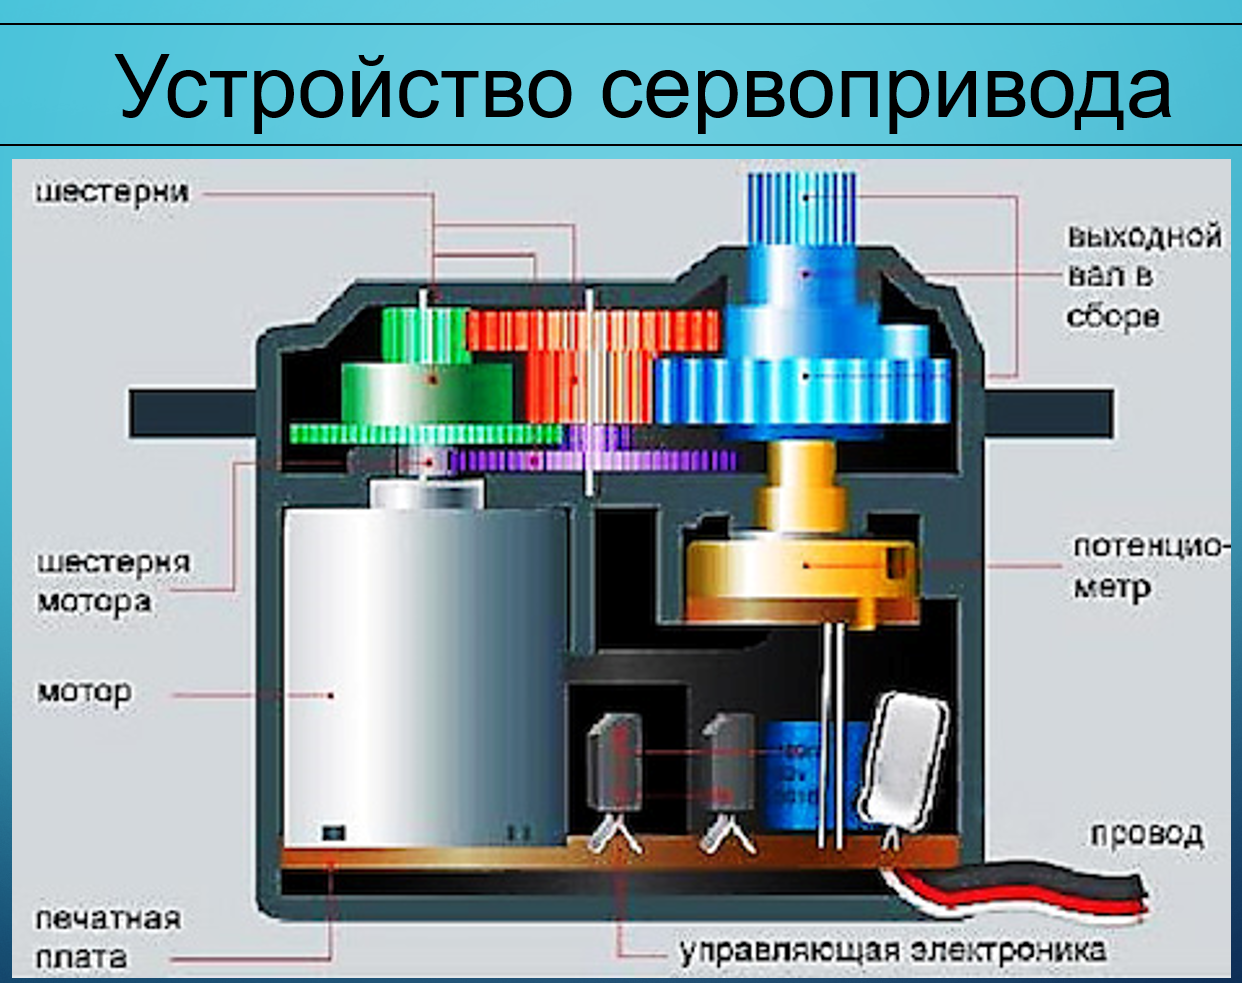 Устройство сервопривода
шестерни
выходной
вал в
сборе
шестерня
мотора
потенцио-
метр
мотор
провод
печатная
плата
управляющая электроника